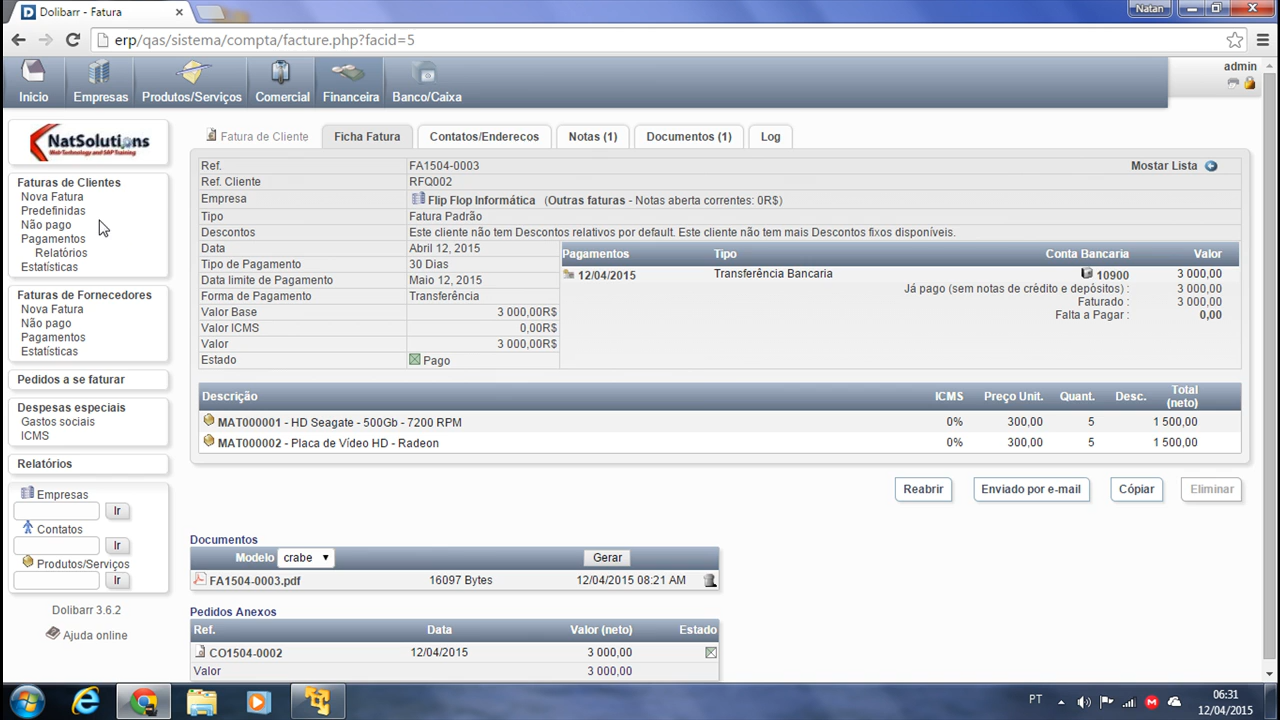 Dolibarr - Fatura
Natan
erp/qas/sistema/compta/facture.php?facid=5
Inicio
Empresas
Produtos/Serviços
Comercial
Financeira
Banco/Caixa
admin
NatSolutions
Web Technology and SAP Training
Faturas de Clientes
Nova Fatura
Predefinidas
Não pago
Pagamentos
Relatórios
Estatísticas
Faturas de Fornecedores
Nova Fatura
Não pago
Pagamentos
Estatísticas
Pedidos a se faturar
Despesas especiais
Gastos sociais
ICMS
Relatórios
Empresas
Ir
Contatos
Ir
Produtos/Serviços
Ir
Dolibarr 3.6.2
Ajuda online
Fatura de Cliente
Ficha Fatura
Contatos/Enderecos
Notas (1)
Documentos (1)
Log
Ref. FA1504-0003 Mostar Lista
Ref. Cliente RFQ002
Empresa Flip Flop Informática (Outras faturas - Notas aberta correntes: 0R$)
Tipo Fatura Padrão
Descontos Este cliente não tem Descontos relativos por default. Este cliente não tem mais Descontos fixos disponíveis.
Data Abril 12, 2015
Tipo de Pagamento 30 Dias
Data limite de Pagamento Maio 12, 2015
Forma de Pagamento Transferência
Valor Base 3 000,00R$
Valor ICMS 0,00R$
Valor 3 000,00R$
Estado Pago
Pagamentos Tipo Conta Bancaria Valor
12/04/2015 Transferência Bancaria 10900 3 000,00
Já pago (sem notas de crédito e depósitos) : 3 000,00
Faturado : 3 000,00
Falta a Pagar : 0,00
Descrição ICMS Preço Unit. Quant. Desc. Total (neto)
MAT000001 - HD Seagate - 500Gb - 7200 RPM 0% 300,00 5 1 500,00
MAT000002 - Placa de Vídeo HD - Radeon 0% 300,00 5 1 500,00
Reabrir
Enviado por e-mail
Cópiar
Eliminar
Documentos
Modelo crabe Gerar
FA1504-0003.pdf 16097 Bytes 12/04/2015 08:21 AM
Pedidos Anexos
Ref. Data Valor (neto) Estado
CO1504-0002 12/04/2015 3 000,00
Valor 3 000,00
PT
06:31
12/04/2015